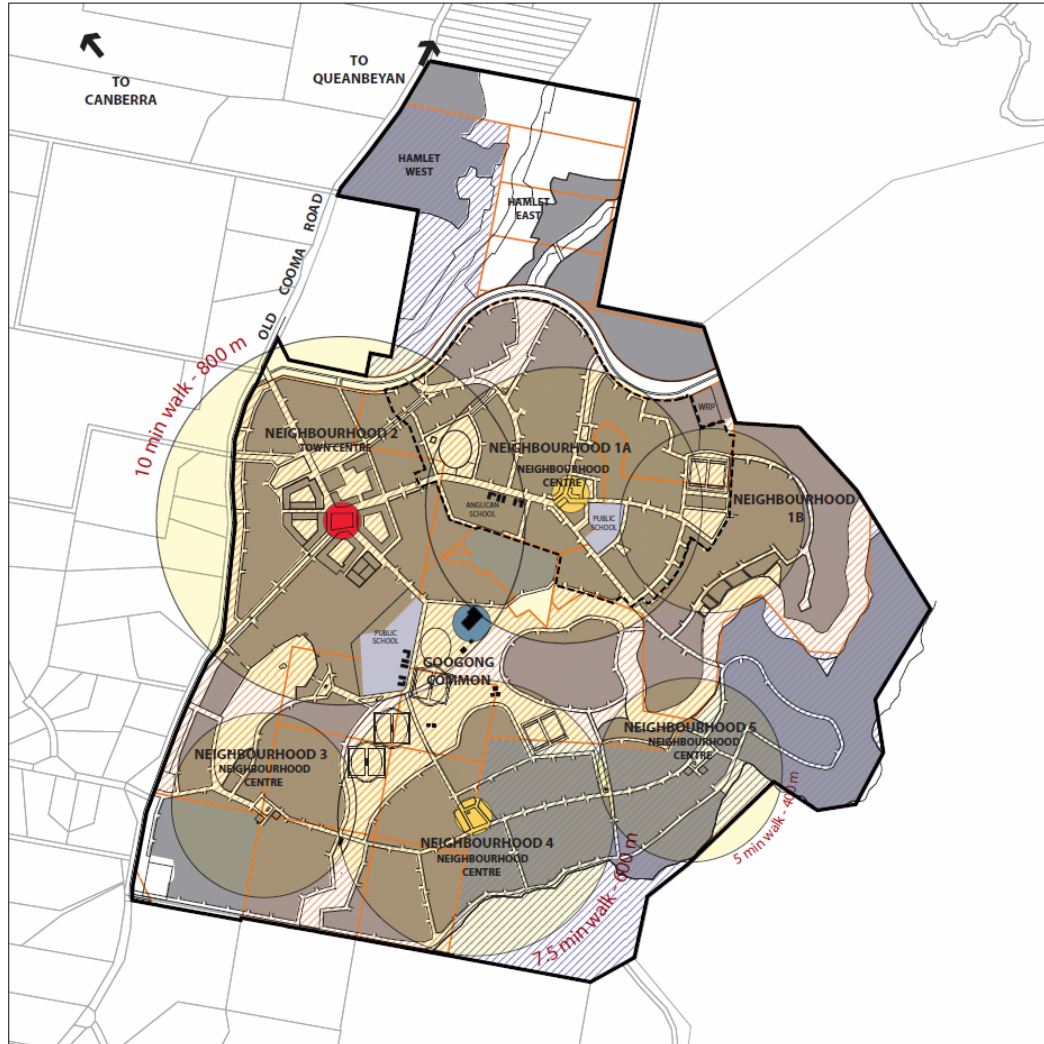 TO
CANBERRA
TO
QUEANBEYAN
HAMLET
WEST
HAMLET
EAST
OLD COOMA ROAD
10 min walk - 800 m
WRP
NEIGHBOURHOOD 2
TOWN CENTRE
NEIGHBOURHOOD 1A
NEIGHBOURHOOD
CENTRE
NEIGHBOURHOOD
1B
ANGLICAN
SCHOOL
PUBLIC
SCHOOL
PUBLIC
SCHOOL
GOOGONG
COMMON
NEIGHBOURHOOD 5
NEIGHBOURHOOD
CENTRE
NEIGHBOURHOOD 3
NEIGHBOURHOOD
CENTRE
5 min walk - 400 m
NEIGHBOURHOOD 4
NEIGHBOURHOOD
CENTRE
7.5 min walk - 600 m